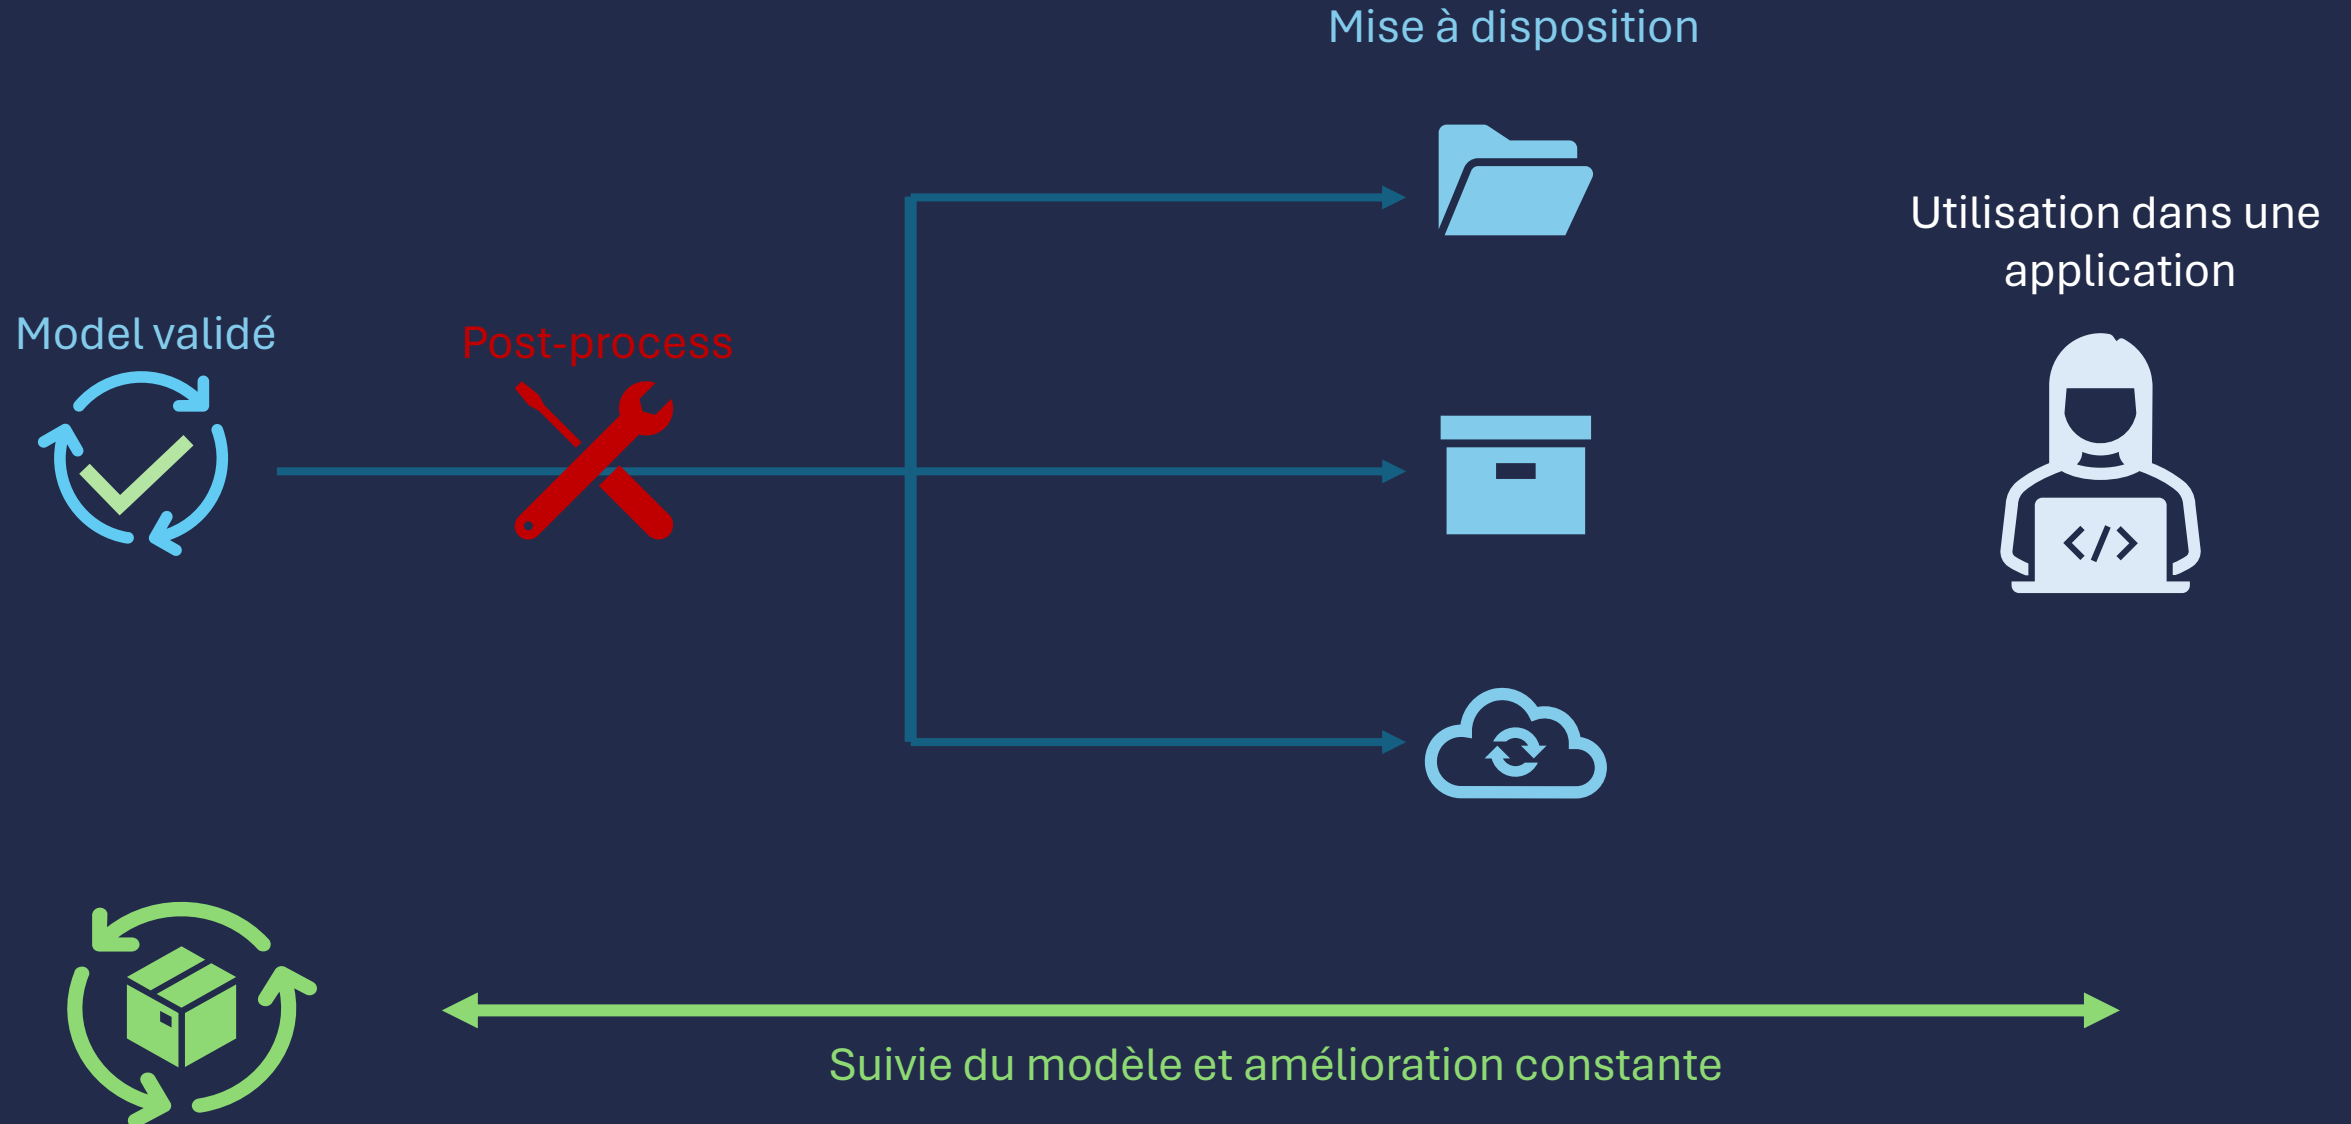 Mise à disposition
Utilisation dans une
application
Model validé
Post-process
</>
Suivie du modèle et amélioration constante